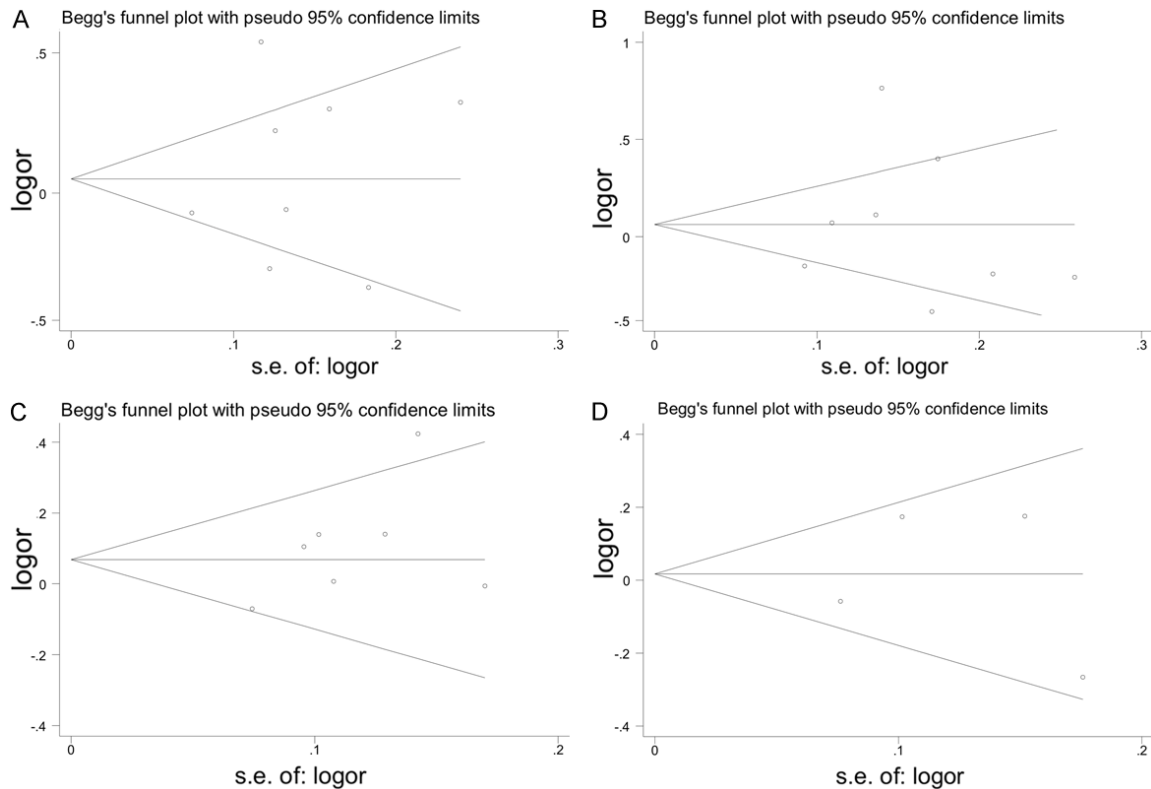 A Begg's funnel plot with pseudo 95% confidence limits
.5
0
-.5
logor
0 .1 .2 .3
s.e. of: logor
B Begg's funnel plot with pseudo 95% confidence limits
1
.5
0
-.5
logor
0 .1 .2 .3
s.e. of: logor
C Begg's funnel plot with pseudo 95% confidence limits
.4
.2
0
-.2
-.4
logor
0 .1 .2
s.e. of: logor
D Begg's funnel plot with pseudo 95% confidence limits
.4
.2
0
-.2
-.4
logor
0 .1 .2
s.e. of: logor